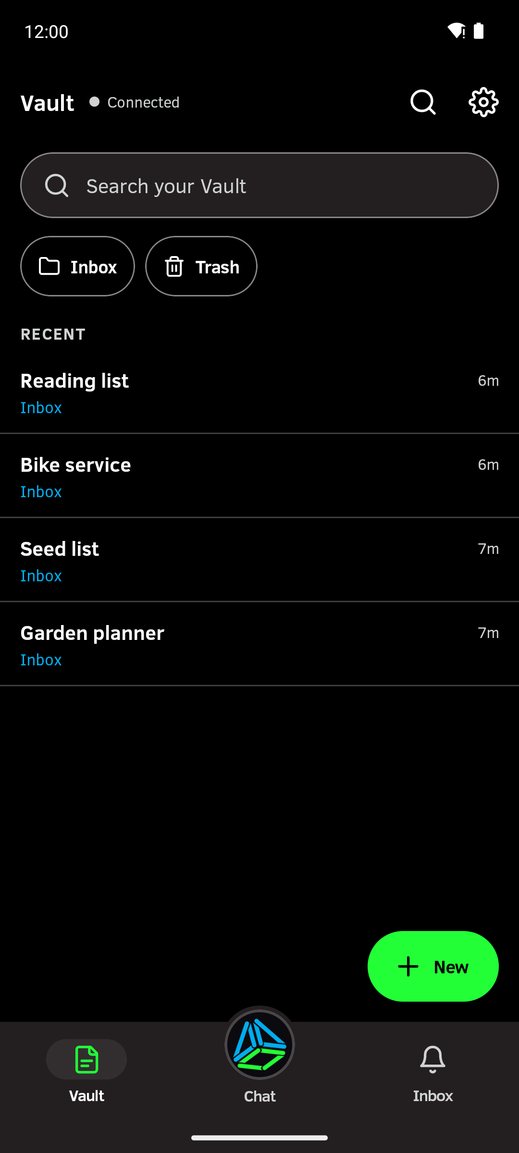 12:00
Vault
Connected
Search your Vault
Inbox
Trash
RECENT
Reading list
6m
Inbox
Bike service
6m
Inbox
Seed list
7m
Inbox
Garden planner
7m
Inbox
New
Vault
Chat
Inbox